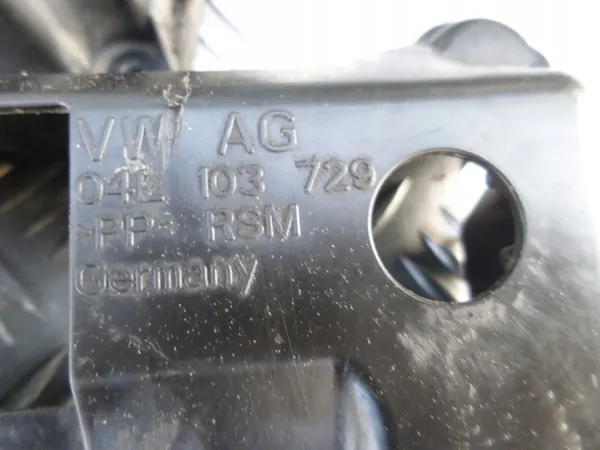 VW AG
04L 103 729
>PP< RSM
Germany